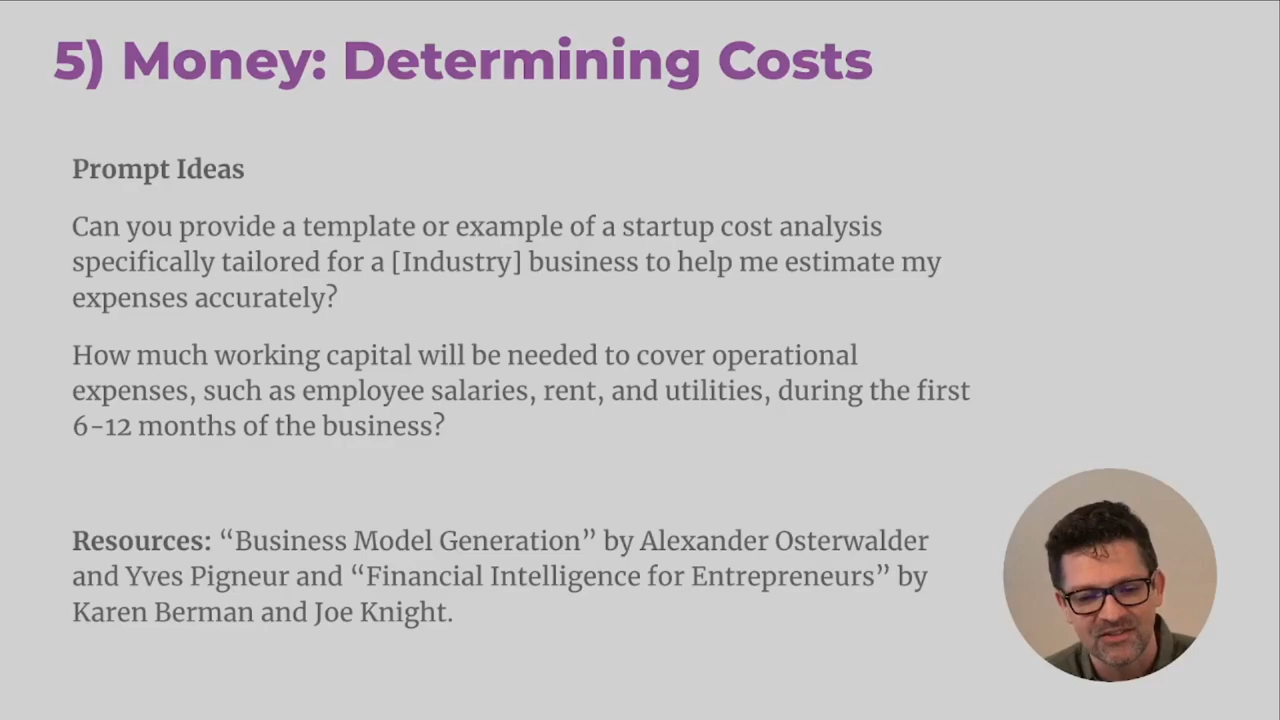 5) Money: Determining Costs
Prompt Ideas
Can you provide a template or example of a startup cost analysis
specifically tailored for a [Industry] business to help me estimate my
expenses accurately?
How much working capital will be needed to cover operational
expenses, such as employee salaries, rent, and utilities, during the first
6-12 months of the business?
Resources: “Business Model Generation” by Alexander Osterwalder
and Yves Pigneur and “Financial Intelligence for Entrepreneurs” by
Karen Berman and Joe Knight.